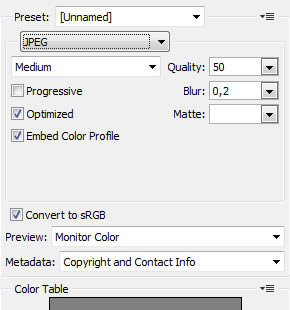 Preset: [Unnamed]
JPEG
Medium Quality: 50
Progressive Blur: 0,2
Optimized Matte:
Embed Color Profile
Convert to sRGB
Preview: Monitor Color
Metadata: Copyright and Contact Info
Color Table